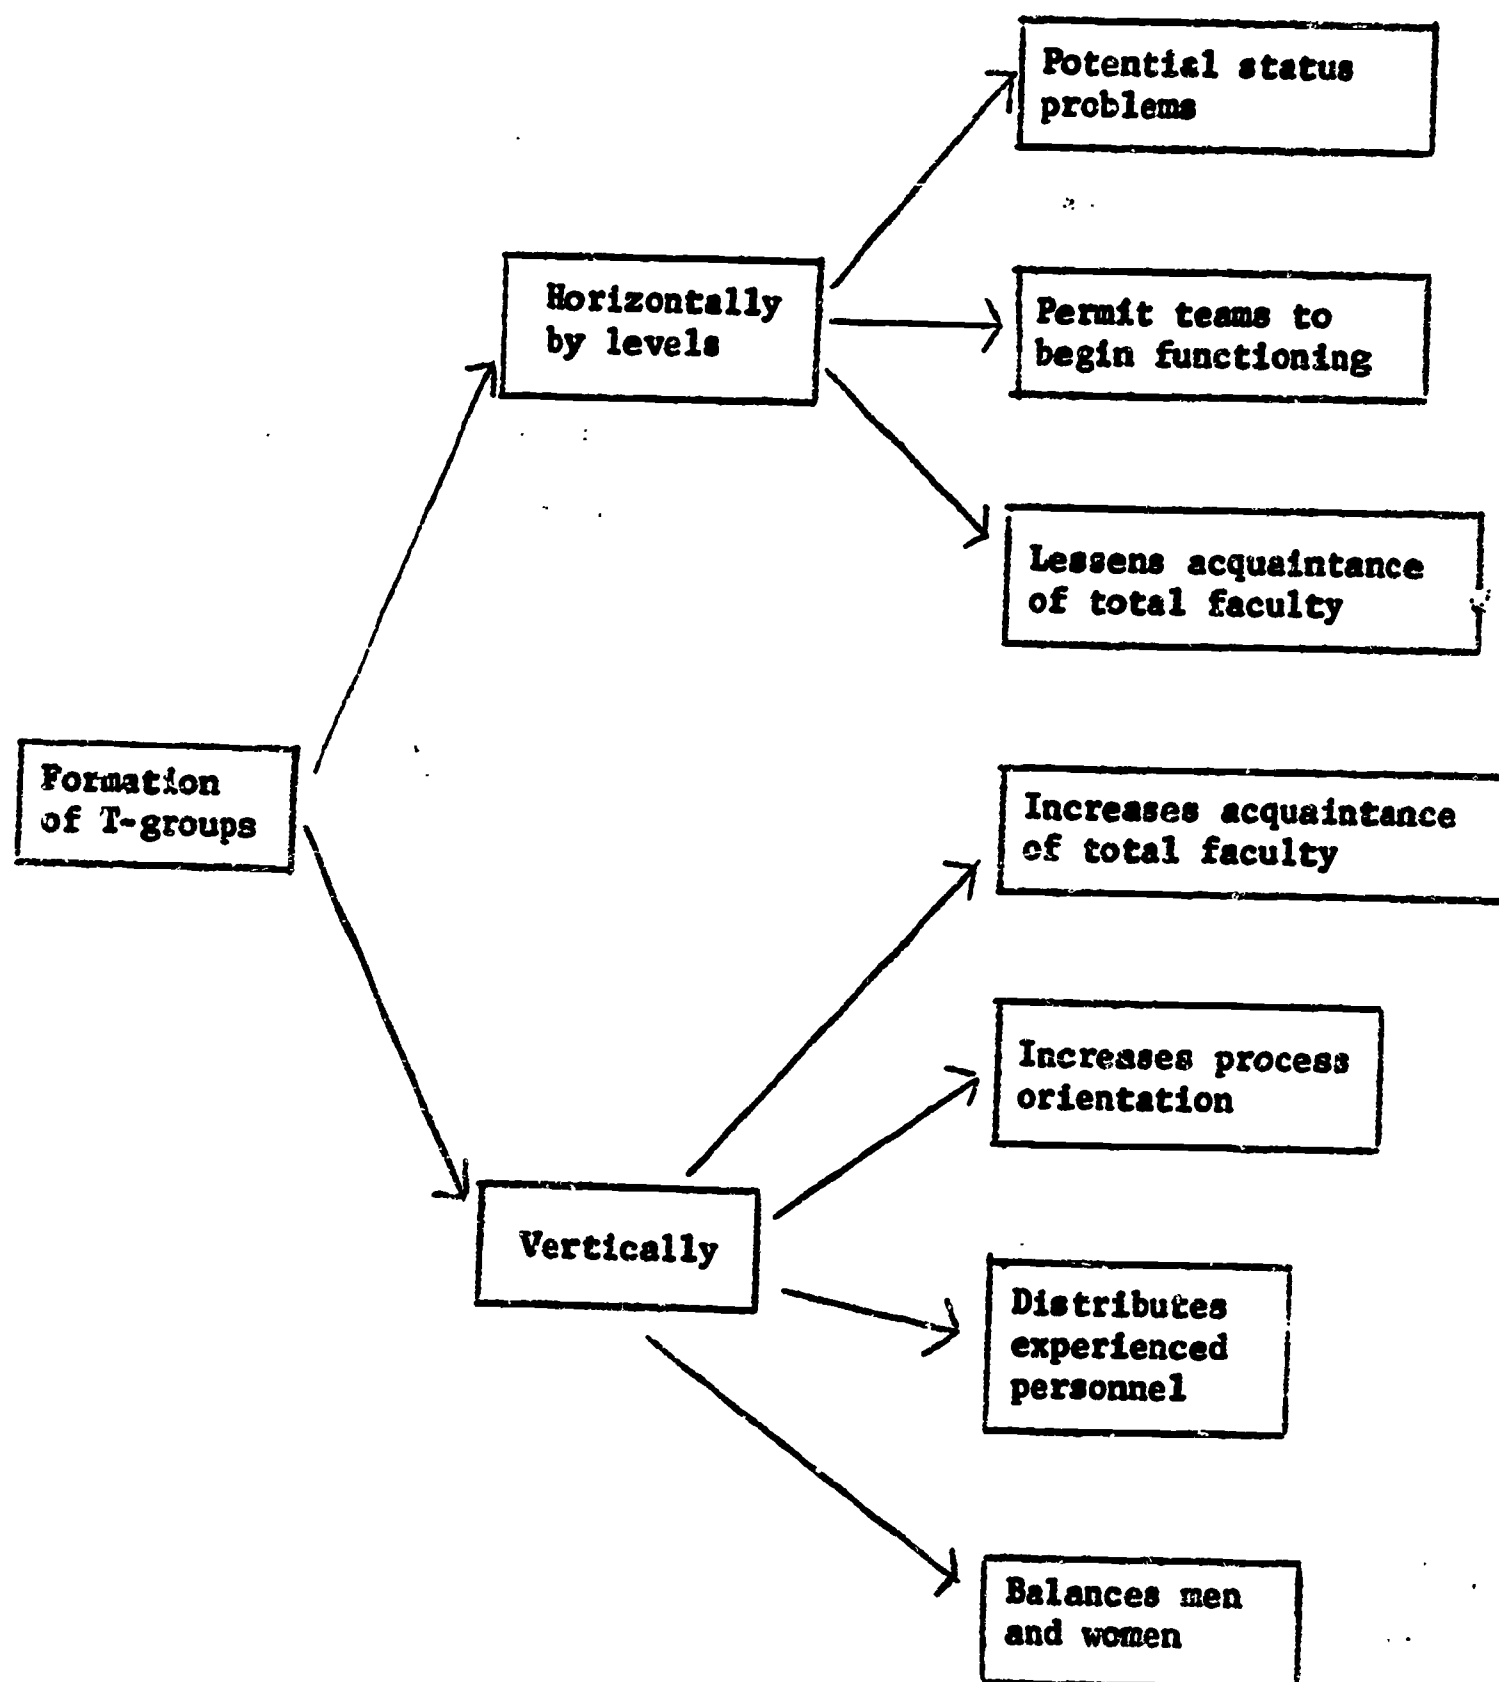 Potential status
problems
Horizontally
by levels
Permit teams to
begin functioning
Lessens acquaintance
of total faculty
Formation
of T-groups
Increases acquaintance
of total faculty
Increases process
orientation
Vertically
Distributes
experienced
personnel
Balances men
and women